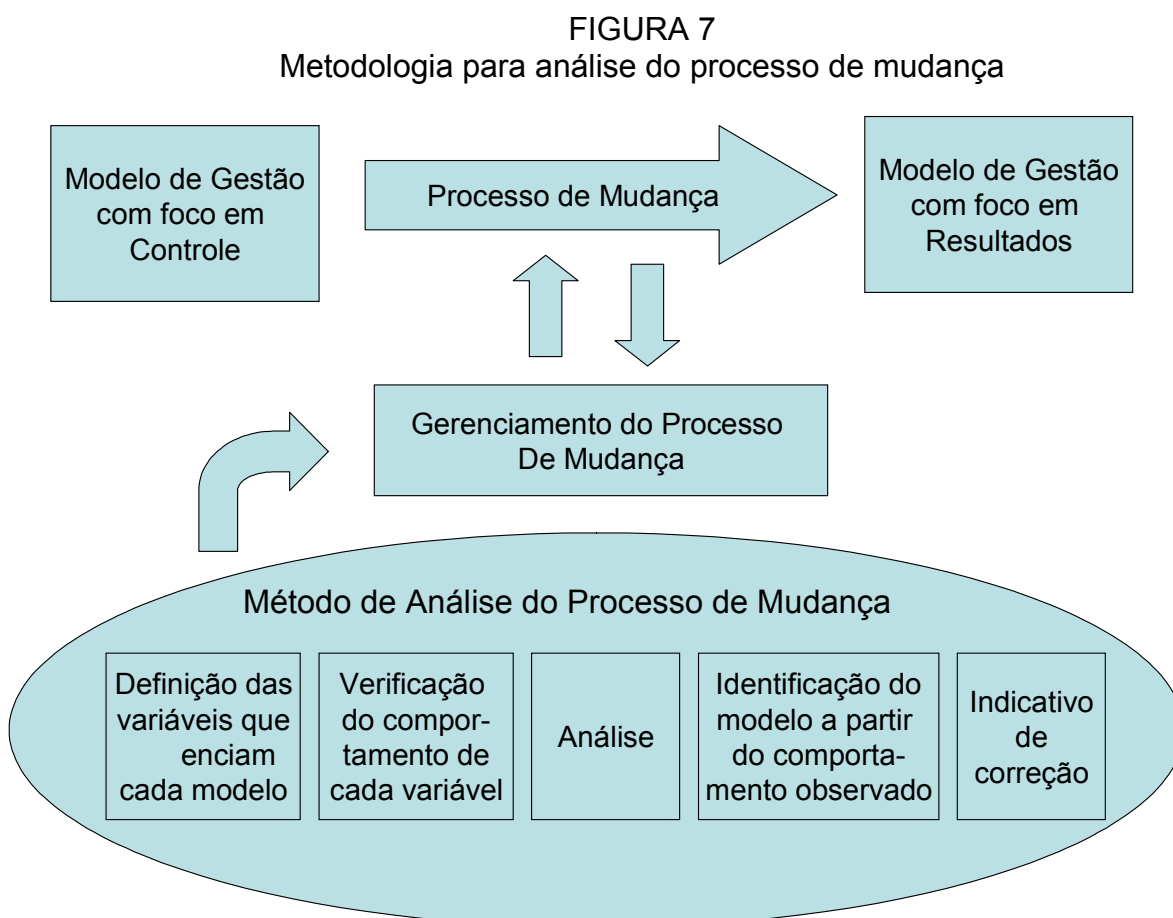 FIGURA 7
Metodologia para análise do processo de mudança
Modelo de Gestão
com foco em
Controle
Processo de Mudança
Modelo de Gestão
com foco em
Resultados
Gerenciamento do Processo
De Mudança
Método de Análise do Processo de Mudança
Definição das
variáveis que
enciam
cada modelo
Verificação
do compor-
tamento de
cada variável
Análise
Identificação do
modelo a partir
do comporta-
mento observado
Indicativo
de
correção